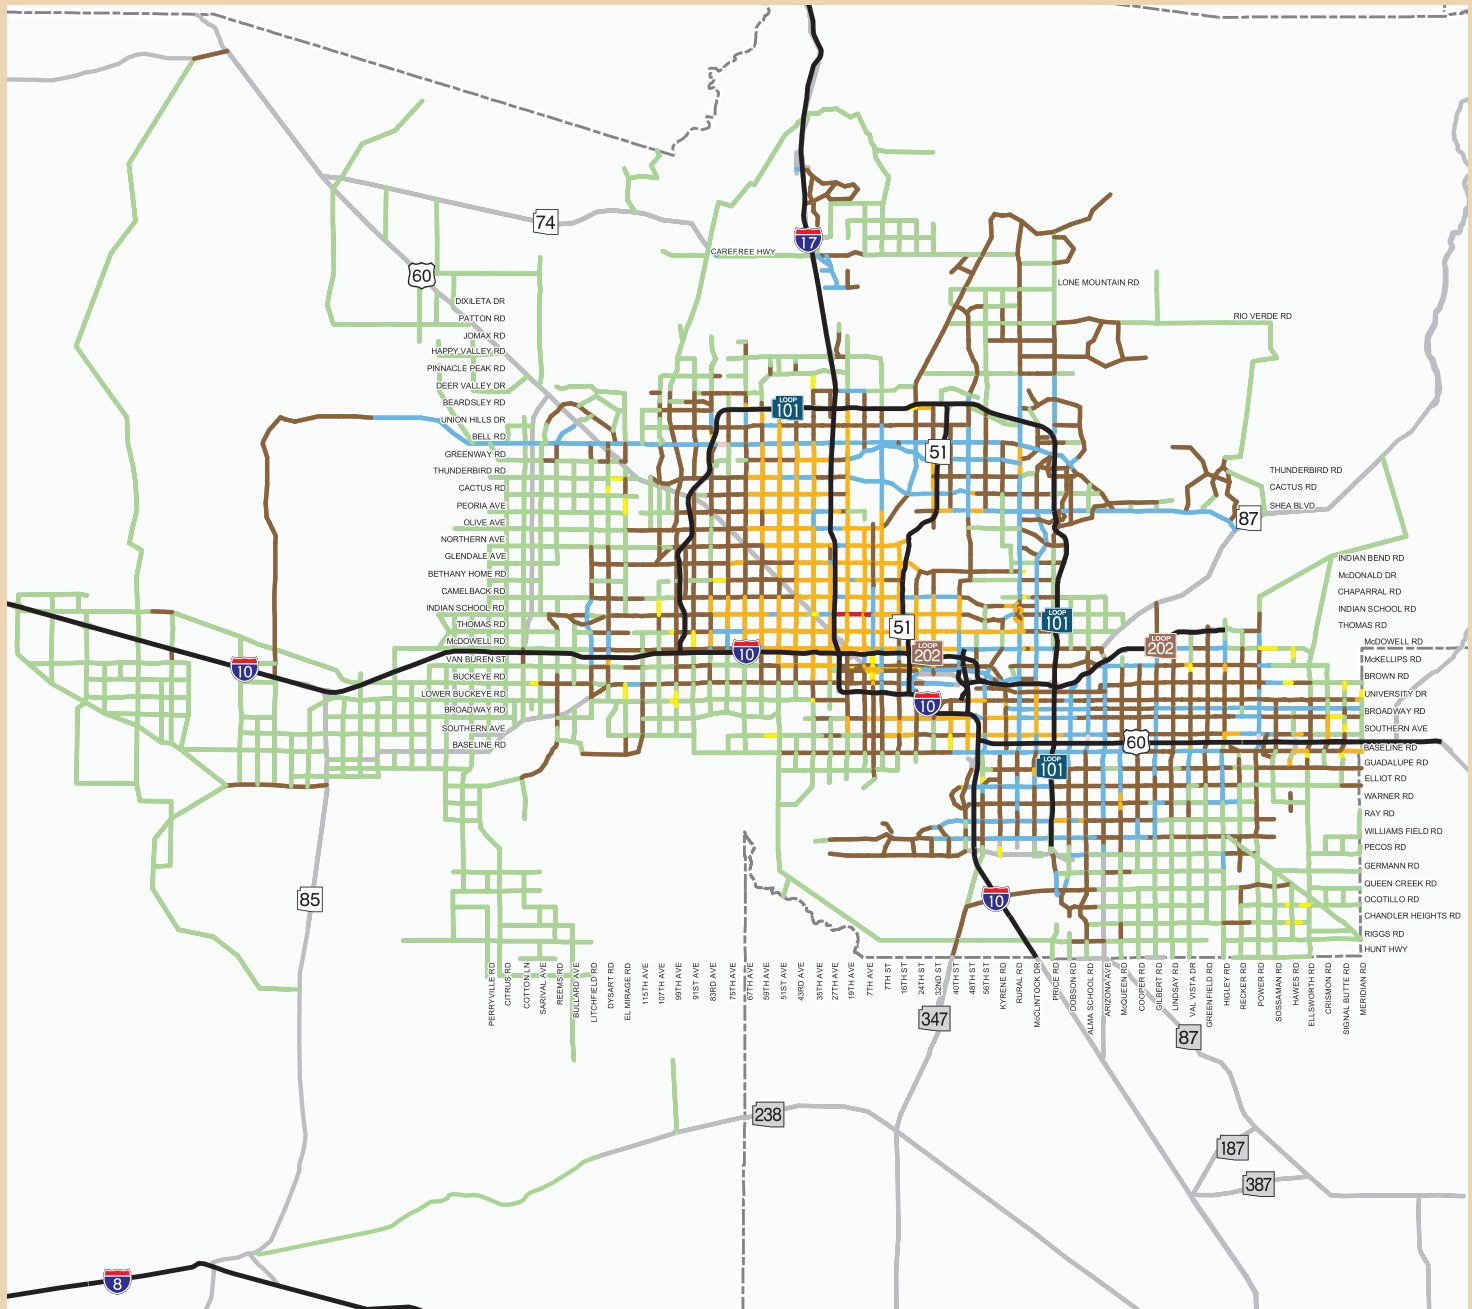 17
74
CAREFREE HWY
60
LONE MOUNTAIN RD
DIXILETA DR
PATTON RD
JOMAX RD
HAPPY VALLEY RD
PINNACLE PEAK RD
DEER VALLEY DR
BEARDSLEY RD
UNION HILLS DR
BELL RD
GREENWAY RD
THUNDERBIRD RD
CACTUS RD
PEORIA AVE
OLIVE AVE
NORTHERN AVE
GLENDALE AVE
BETHANY HOME RD
CAMELBACK RD
INDIAN SCHOOL RD
THOMAS RD
McDOWELL RD
VAN BUREN ST
BUCKEYE RD
LOWER BUCKEYE RD
BROADWAY RD
SOUTHERN AVE
BASELINE RD
RIO VERDE RD
LOOP
101
51
THUNDERBIRD RD
CACTUS RD
SHEA BLVD
87
INDIAN BEND RD
McDONALD DR
CHAPARRAL RD
INDIAN SCHOOL RD
THOMAS RD
McDOWELL RD
McKELLIPS RD
BROWN RD
UNIVERSITY DR
BROADWAY RD
SOUTHERN AVE
BASELINE RD
GUADALUPE RD
ELLIOT RD
WARNER RD
RAY RD
WILLIAMS FIELD RD
PECOS RD
GERMANN RD
QUEEN CREEK RD
OCOTILLO RD
CHANDLER HEIGHTS RD
RIGGS RD
HUNT HWY
LOOP
101
51
LOOP
202
LOOP
202
10
10
10
60
LOOP
101
85
10
PERRYVILLE RD
CITRUS RD
COTTON LN
SARIVAL AVE
REEMS RD
BULLARD AVE
LITCHFIELD RD
DYSART RD
EL MIRAGE RD
115TH AVE
107TH AVE
99TH AVE
91ST AVE
83RD AVE
75TH AVE
67TH AVE
59TH AVE
51ST AVE
43RD AVE
35TH AVE
27TH AVE
19TH AVE
7TH AVE
7TH ST
16TH ST
24TH ST
32ND ST
40TH ST
48TH ST
56TH ST
KYRENE RD
RURAL RD
McCLINTOCK DR
PRICE RD
DOBSON RD
ALMA SCHOOL RD
ARIZONA AVE
McQUEEN RD
COOPER RD
GILBERT RD
LINDSAY RD
VAL VISTA DR
GREENFIELD RD
HIGLEY RD
RECKER RD
POWER RD
SOSSAMAN RD
HAWES RD
ELLSWORTH RD
CRISMON RD
SIGNAL BUTTE RD
MERIDIAN RD
347
87
238
187
387
8